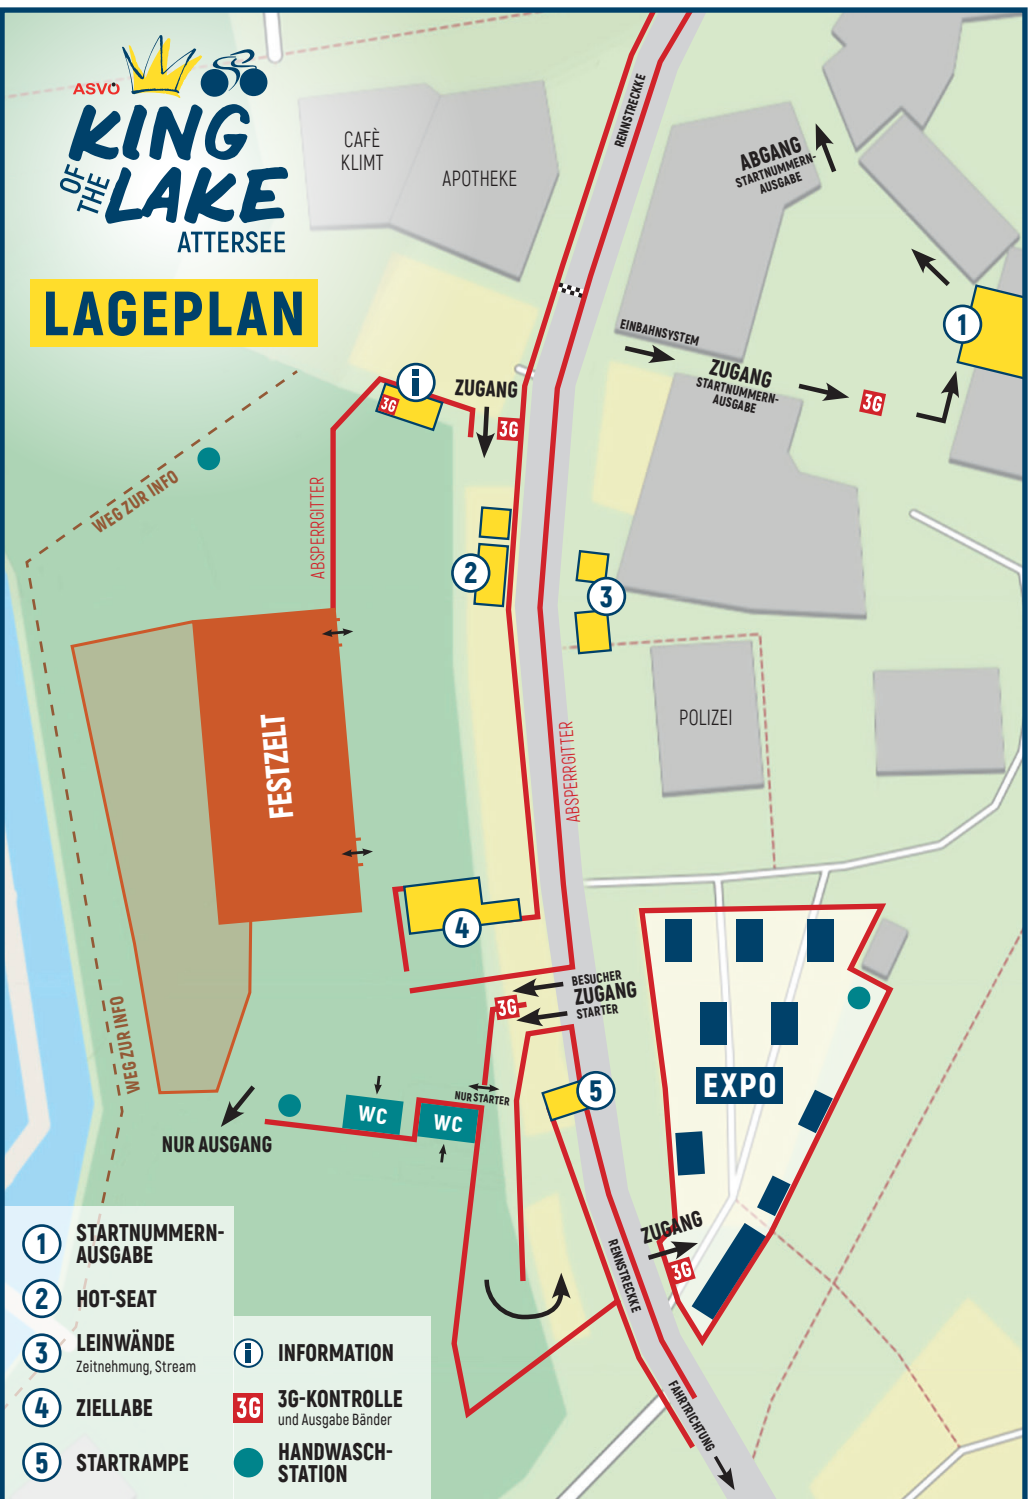 ASVÖ
KING
OF THE
LAKE
ATTERSEE
LAGEPLAN
CAFÈ
KLIMT
APOTHEKE
RENNSTRECKKE
ABGANG
STARTNUMMERN-
AUSGABE
1
EINBAHNSYSTEM
ZUGANG
STARTNUMMERN-
AUSGABE
3G
i
3G
ZUGANG
3G
WEG ZUR INFO
ABSPERRGITTER
2
3
FESTZELT
POLIZEI
ABSPERRGITTER
4
BESUCHER
ZUGANG
STARTER
3G
WEG ZUR INFO
NUR STARTER
5
EXPO
WC
WC
NUR AUSGANG
ZUGANG
3G
RENNSTRECKKE
FAHRTRICHTUNG
1 STARTNUMMERN-
AUSGABE
2 HOT-SEAT
3 LEINWÄNDE
Zeitnehmung, Stream
4 ZIELLABE
5 STARTRAMPE
i INFORMATION
3G 3G-KONTROLLE
und Ausgabe Bänder
HANDWASCH-
STATION